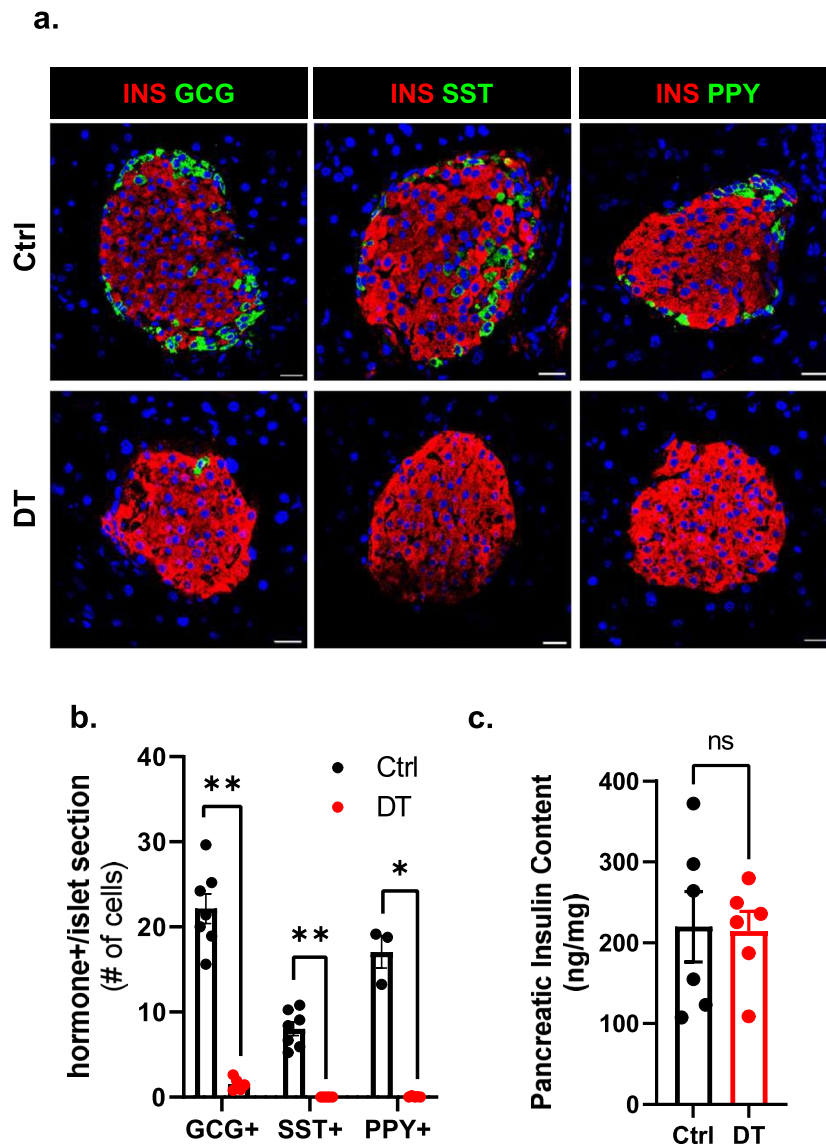 a.
INS GCG
INS SST
INS PPY
Ctrl
DT
b.
hormone+/islet section
(# of cells)
40
30
20
10
0
**
**
*
Ctrl
DT
GCG+
SST+
PPY+
c.
Pancreatic Insulin Content
(ng/mg)
400
300
200
100
0
ns
Ctrl
DT